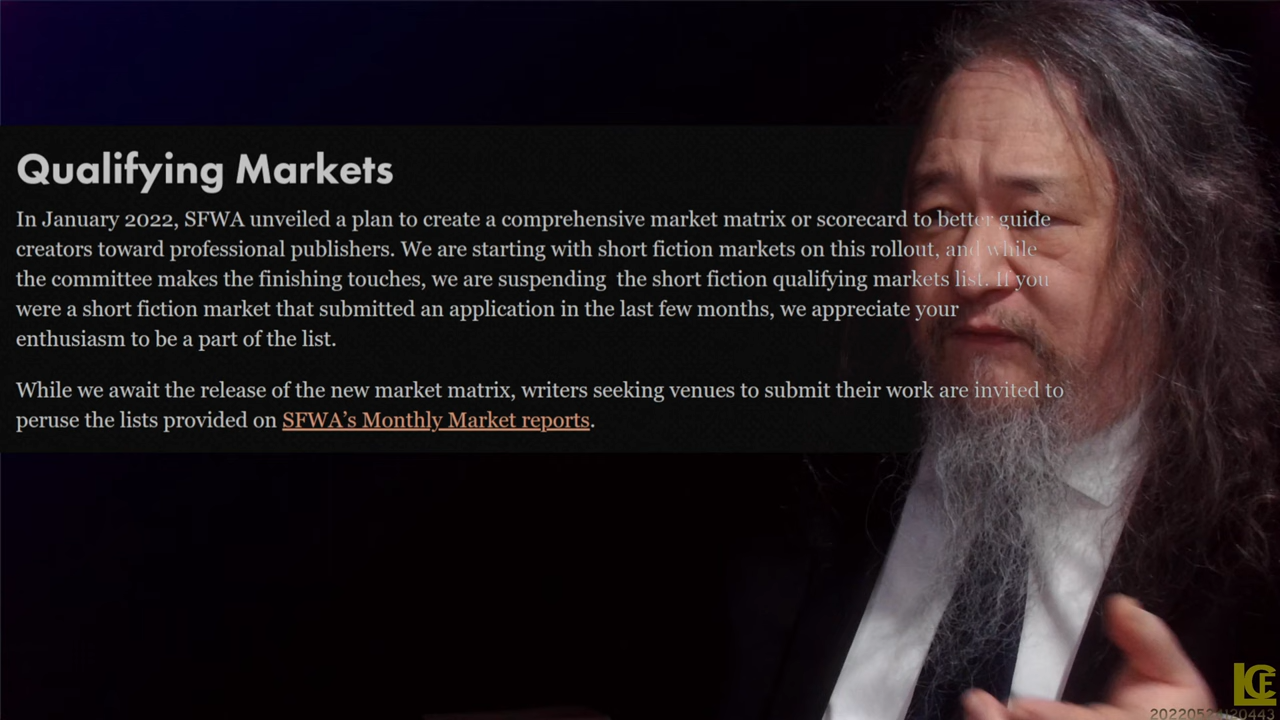 Qualifying Markets
In January 2022, SFWA unveiled a plan to create a comprehensive market matrix or scorecard to better guide
creators toward professional publishers. We are starting with short fiction markets on this rollout, and while
the committee makes the finishing touches, we are suspending the short fiction qualifying markets list. If you
were a short fiction market that submitted an application in the last few months, we appreciate your
enthusiasm to be a part of the list.
While we await the release of the new market matrix, writers seeking venues to submit their work are invited to
peruse the lists provided on SFWA’s Monthly Market reports.